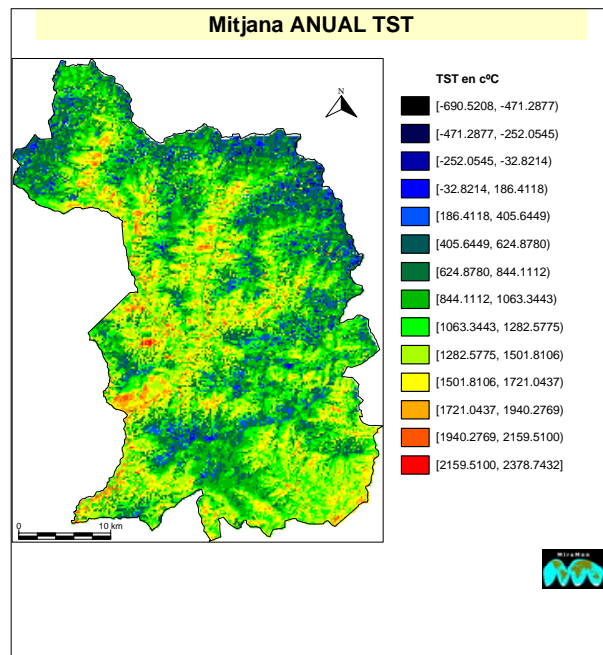 Mitjana ANUAL TST
N
TST en cºC
[-690.5208, -471.2877)
[-471.2877, -252.0545)
[-252.0545, -32.8214)
[-32.8214, 186.4118)
[186.4118, 405.6449)
[405.6449, 624.8780)
[624.8780, 844.1112)
[844.1112, 1063.3443)
[1063.3443, 1282.5775)
[1282.5775, 1501.8106)
[1501.8106, 1721.0437)
[1721.0437, 1940.2769)
[1940.2769, 2159.5100)
[2159.5100, 2378.7432]
0 10 km
MiraMon